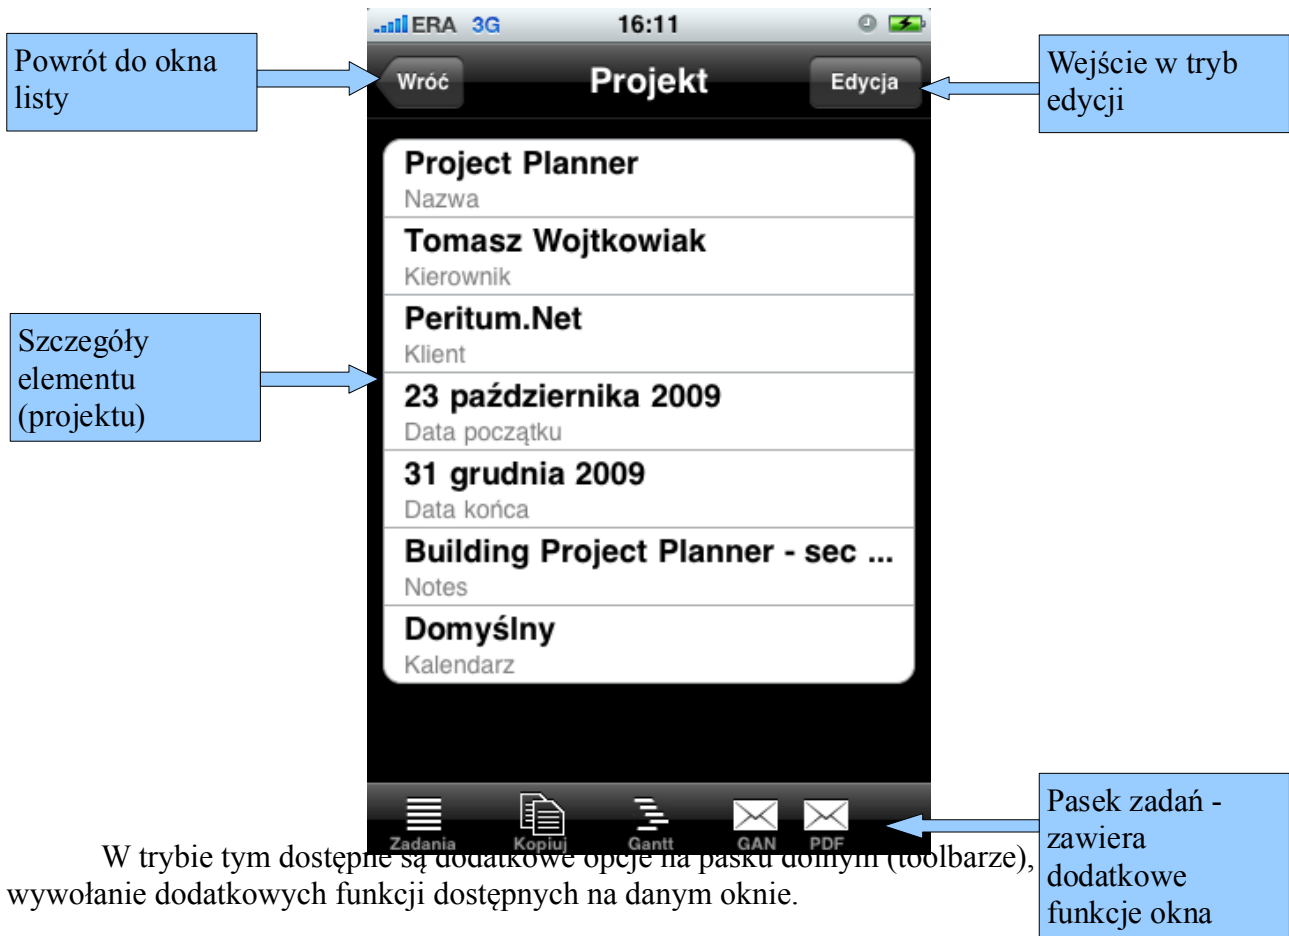 ERA 3G 16:11
Powrót do okna
listy
Wróć Projekt Edycja
Wejście w tryb
edycji
Project Planner
Nazwa
Tomasz Wojtkowiak
Kierownik
Peritum.Net
Klient
Szczegóły
elementu
(projektu)
23 października 2009
Data początku
31 grudnia 2009
Data końca
Building Project Planner - sec ...
Notes
Domyślny
Kalendarz
Zadania Kopiuj Gantt GAN PDF
Pasek zadań -
zawiera
dodatkowe
funkcje okna
W trybie tym dostępne są dodatkowe opcje na pasku dolnym (toolbarze),
wywołanie dodatkowych funkcji dostępnych na danym oknie.